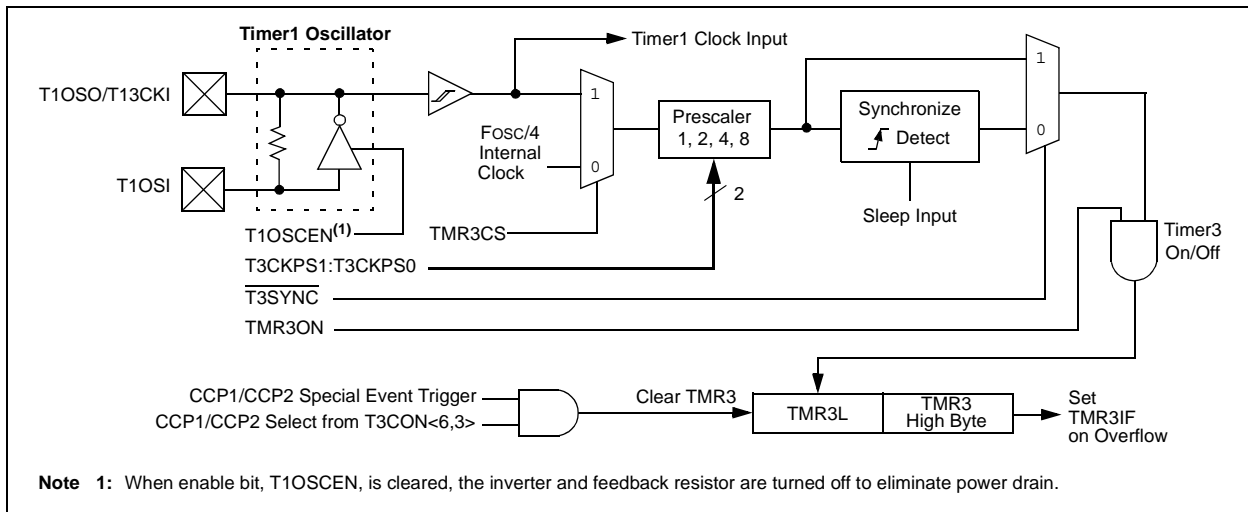 Timer1 Oscillator
Timer1 Clock Input
T1OSO/T13CKI
T1OSI
1
0
FOSC/4
Internal
Clock
Prescaler
1, 2, 4, 8
2
Synchronize
Detect
Sleep Input
1
0
T1OSCEN(1)
TMR3CS
T3CKPS1:T3CKPS0
T3SYNC
TMR3ON
Timer3
On/Off
CCP1/CCP2 Special Event Trigger
CCP1/CCP2 Select from T3CON<6,3>
Clear TMR3
TMR3L
TMR3
High Byte
Set
TMR3IF
on Overflow
Note 1: When enable bit, T1OSCEN, is cleared, the inverter and feedback resistor are turned off to eliminate power drain.